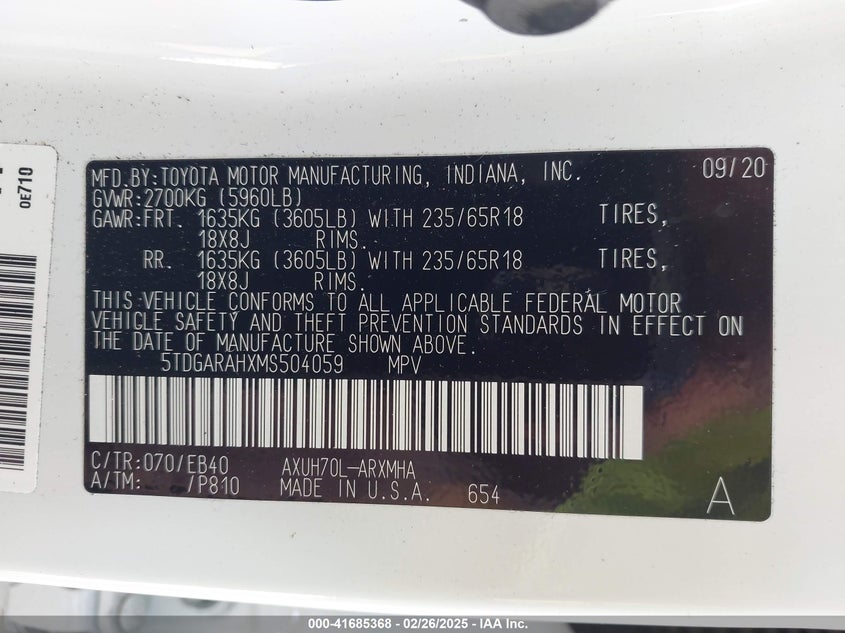 MFD.BY:TOYOTA MOTOR MANUFACTURING, INDIANA, INC. 09/20
GVWR:2700KG (5960LB)
GAWR:FRT. 1635KG (3605LB) WITH 235/65R18 TIRES,
18X8J RIMS.
RR. 1635KG (3605LB) WITH 235/65R18 TIRES,
18X8J RIMS.
THIS VEHICLE CONFORMS TO ALL APPLICABLE FEDERAL MOTOR
VEHICLE SAFETY AND THEFT PREVENTION STANDARDS IN EFFECT ON
THE DATE OF MANUFACTURE SHOWN ABOVE.
5TDGARAHXMS504059 MPV
C/TR:070/EB40 AXUH70L-ARXMHA
A/TM: /P810 MADE IN U.S.A. 654 A
0E710
000-41685368 - 02/26/2025 - IAA Inc.